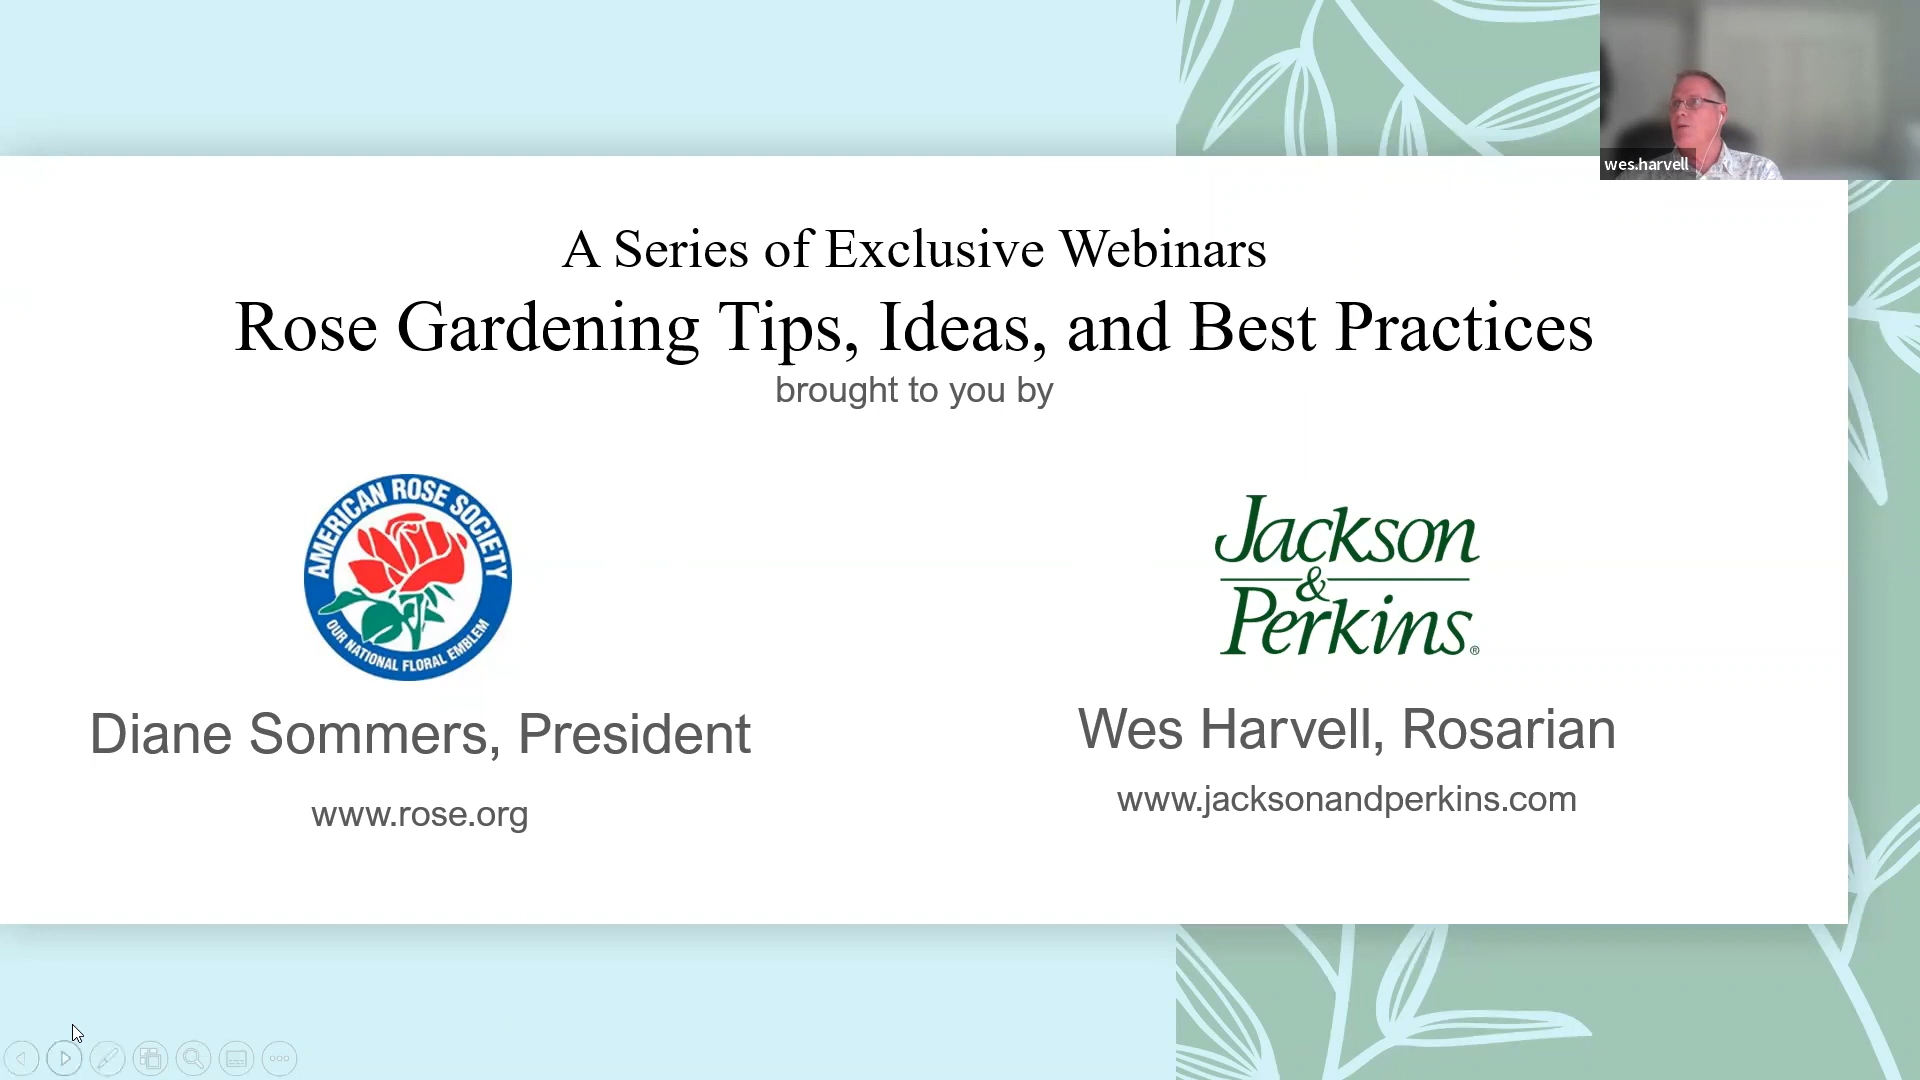 wes.harvell
A Series of Exclusive Webinars
Rose Gardening Tips, Ideas, and Best Practices
brought to you by
AMERICAN ROSE SOCIETY
OUR NATIONAL FLORAL EMBLEM
Diane Sommers, President
www.rose.org
Jackson
&
Perkins®
Wes Harvell, Rosarian
www.jacksonandperkins.com